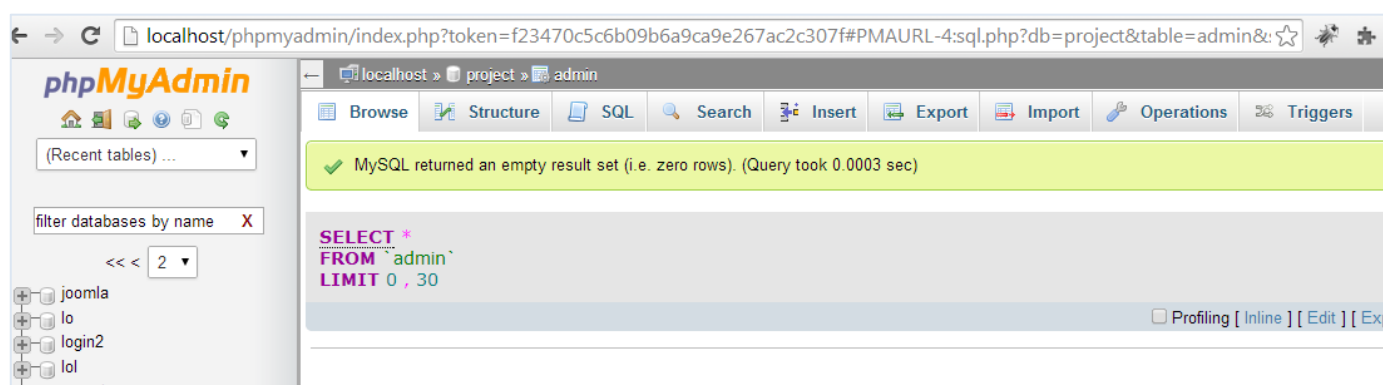 localhost/phpmyadmin/index.php?token=f23470c5c6b09b6a9ca9e267ac2c307f#PMAURL-4:sql.php?db=project&table=admin&
phpMyAdmin
(Recent tables) ...
filter databases by name X
<< < 2
joomla
lo
login2
lol
localhost » project » admin
Browse Structure SQL Search Insert Export Import Operations Triggers
MySQL returned an empty result set (i.e. zero rows). (Query took 0.0003 sec)
SELECT *
FROM `admin`
LIMIT 0 , 30
Profiling [ Inline ] [ Edit ] [